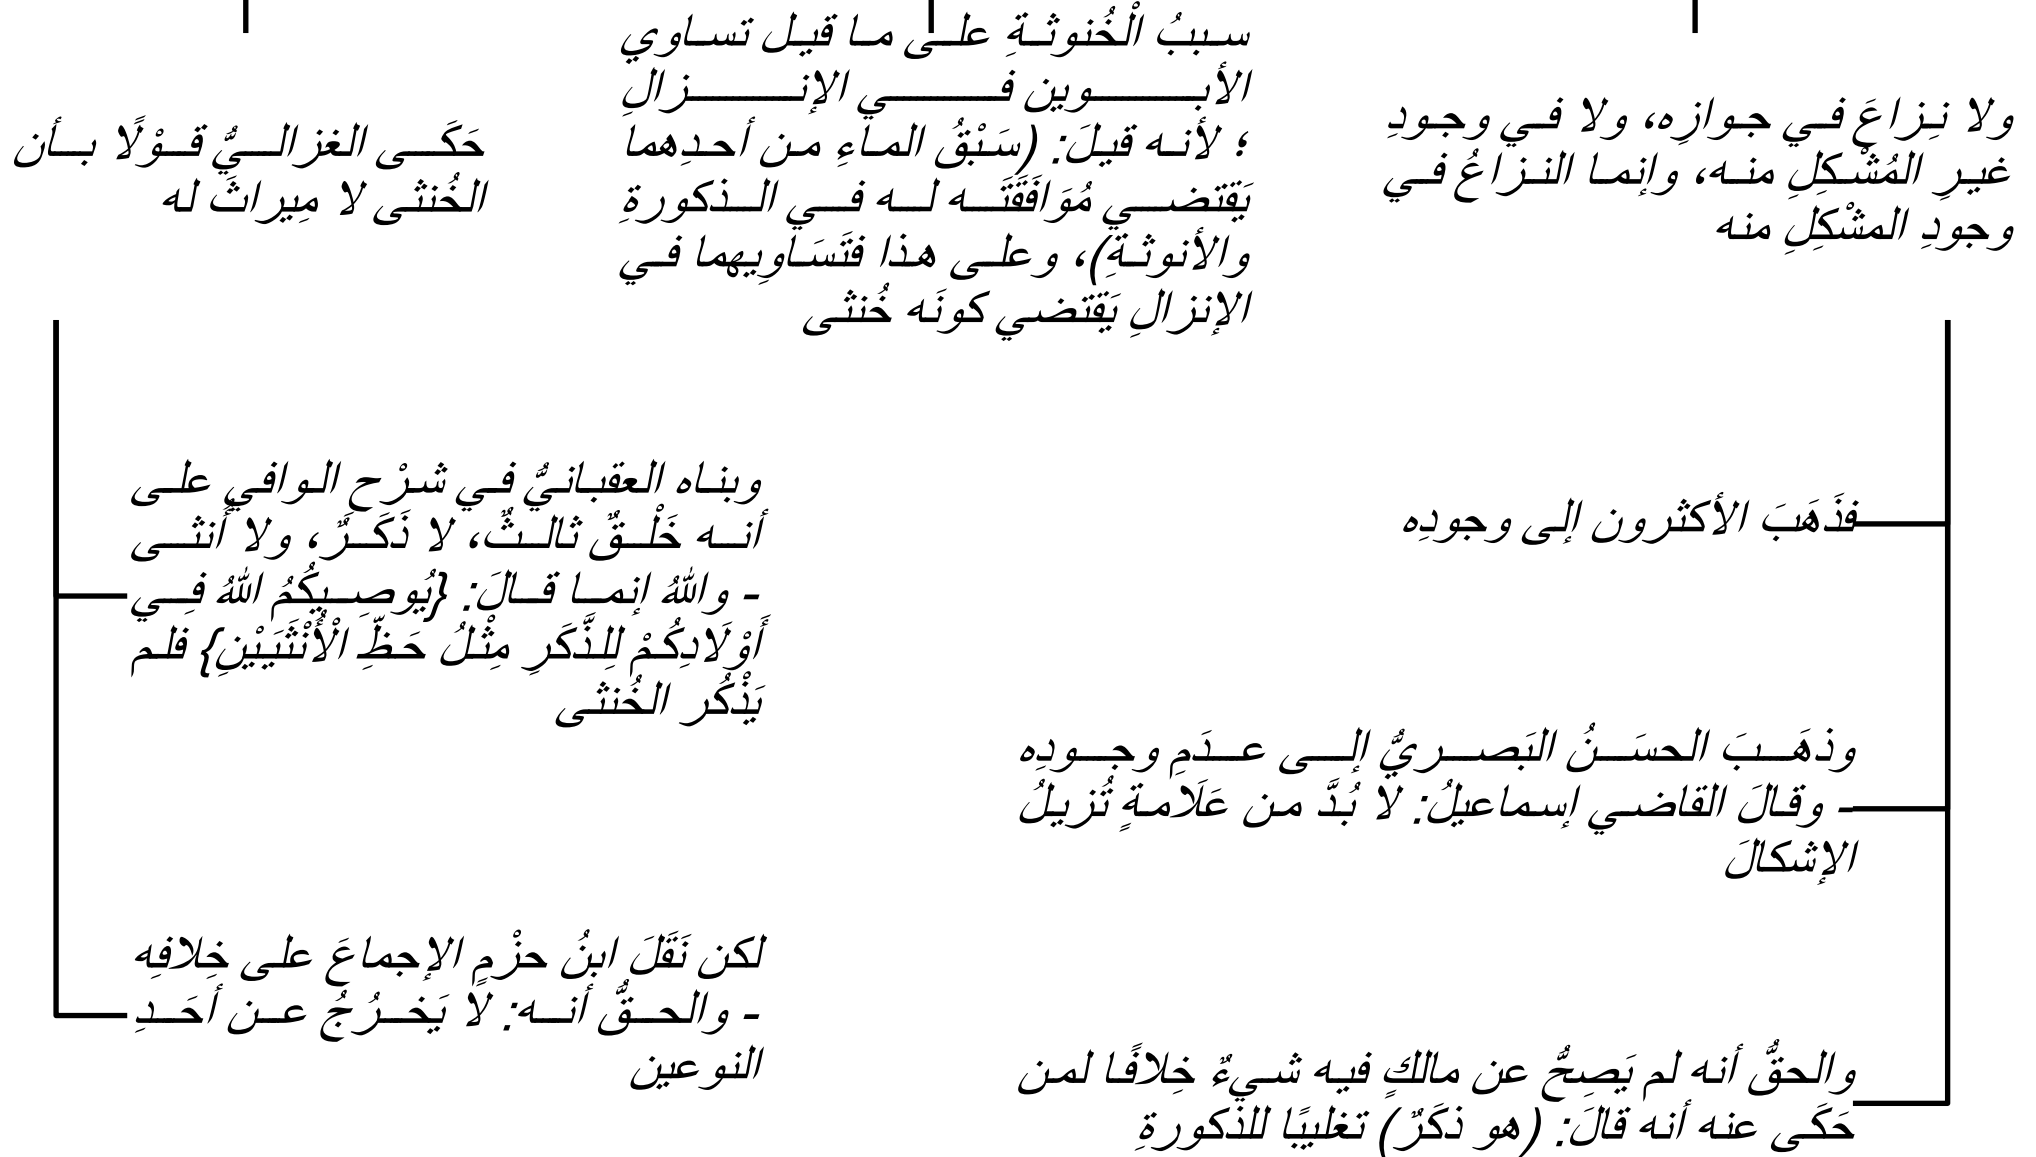 ولا نِزاعَ في جوازِه، ولا في وجودِ
غيرِ المُشْكِلِ منه، وإنما النزاعُ في
وجودِ المشْكِلِ منه
فذَهَبَ الأكثرون إلى وجودِه
وذهَبَ الحسَنُ البَصريُّ إلى عدَمِ وجودِه
- وقالَ القاضي إسماعيلُ: لا بُدَّ من عَلَامةٍ تُزيلُ
الإشكالَ
والحقُّ أنه لم يَصِحُّ عن مالكٍ فيه شيءٌ خِلافًا لمن
حَكَى عنه أنه قالَ: (هو ذكَرٌ) تغليبًا للذكورةِ
سببُ الْخُنوثةِ على ما قيل تساوي
الأبوين في الإنزالِ
؛ لأنه قيلَ: (سَبْقُ الماءِ من أحدِهما
يَقتضي مُوَافَقَتَه له في الذكورةِ
والأنوثةِ)، وعلى هذا فتَسَاوِيهما في
الإنزالِ يَقتضي كونَه خُنثى
حَكَى الغزاليُّ قوْلًا بأن
الخُنثى لا مِيراثَ له
وبناه العقبانيُّ في شرْحِ الوافي على
أنه خَلْقٌ ثالثٌ، لا ذَكَرٌ، ولا أُنثى
- واللهُ إنما قالَ: {يُوصِيكُمُ اللهُ فِي
أَوْلَادِكُمْ لِلذَّكَرِ مِثْلُ حَظِّ الْأُنْثَيَيْنِ} فلم
يَذْكُر الخُنثى
لكن نَقَلَ ابنُ حزْمٍ الإجماعَ على خِلافِه
- والحقُّ أنه: لا يَخرُجُ عن أحَدِ
النوعين